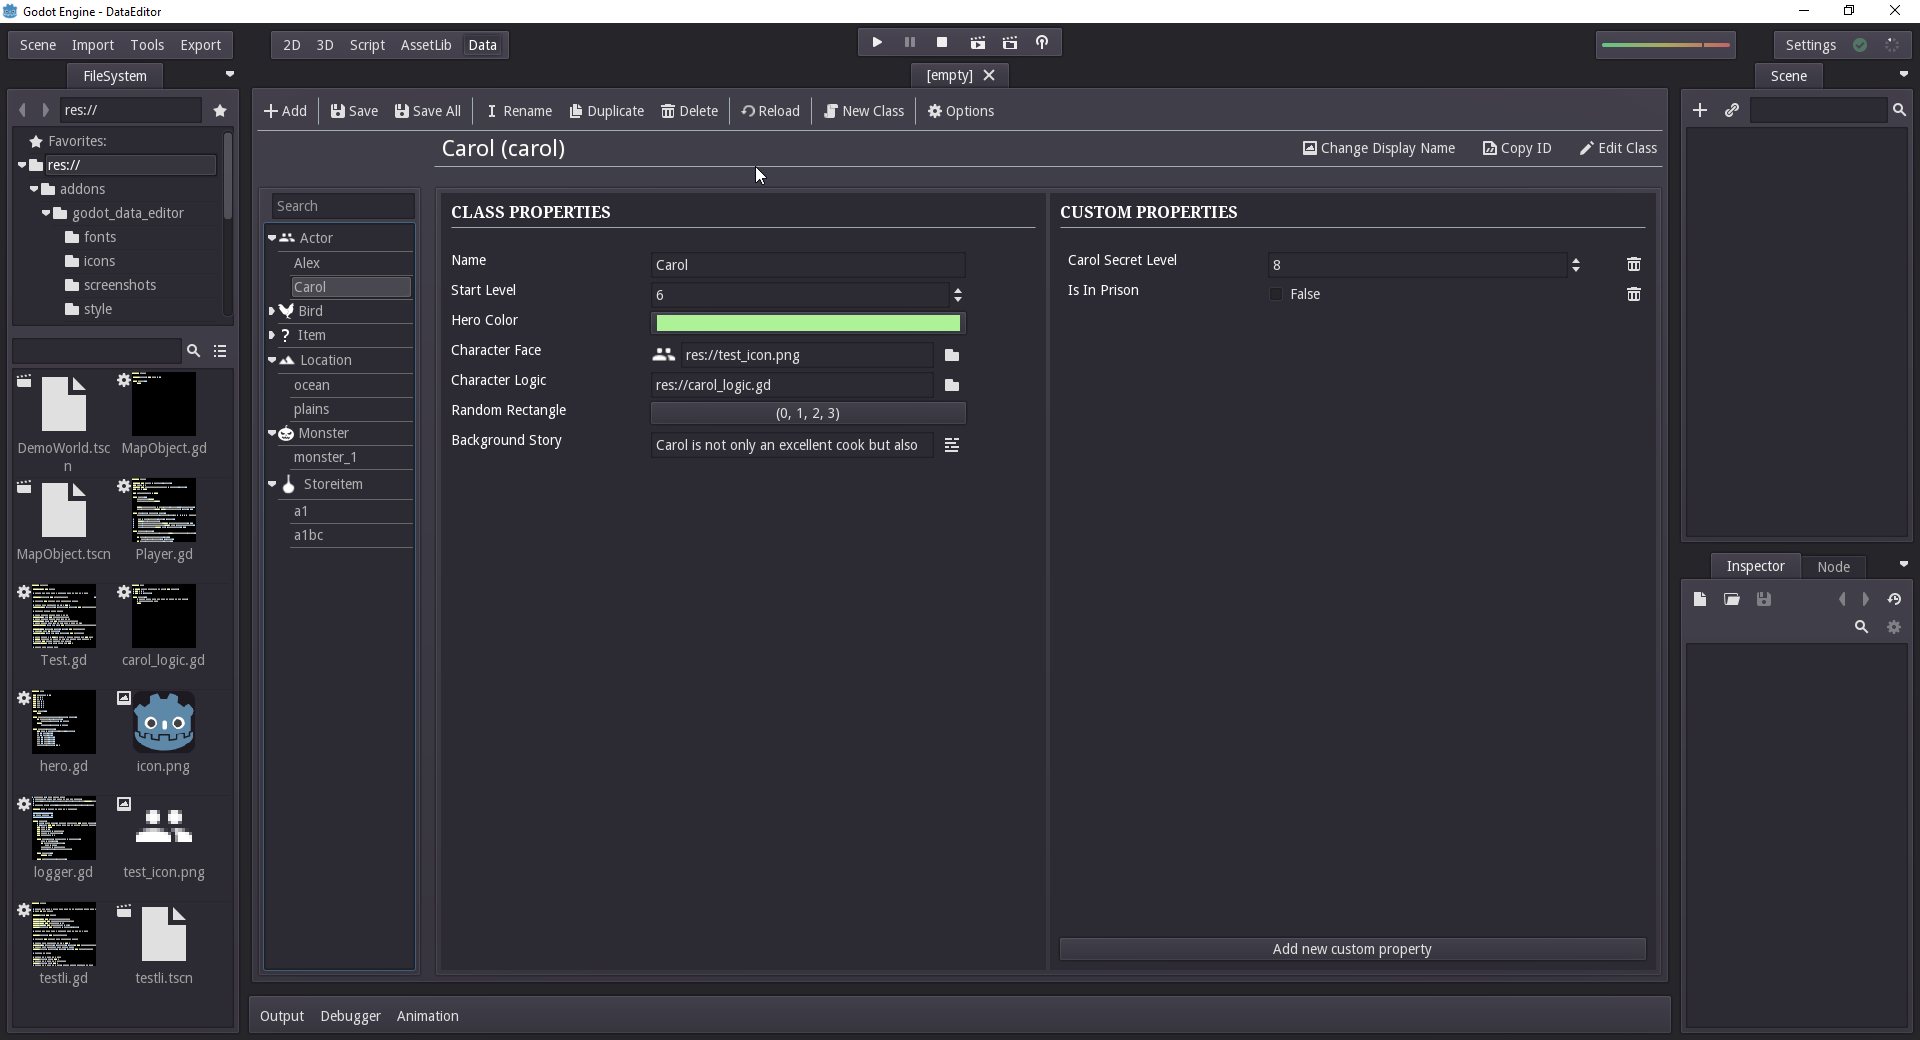 Godot Engine - DataEditor
Scene Import Tools Export
2D 3D Script AssetLib Data
Settings
FileSystem
[empty]
Scene
res://
Add Save Save All Rename Duplicate Delete Reload New Class Options
Favorites:
res://
addons
godot_data_editor
fonts
icons
screenshots
style
DemoWorld.tsc
n
MapObject.gd
MapObject.tscn
Player.gd
Test.gd
carol_logic.gd
hero.gd
icon.png
logger.gd
test_icon.png
testli.gd
testli.tscn
Carol (carol)
Change Display Name Copy ID Edit Class
Search
Actor
Alex
Carol
Bird
? Item
Location
ocean
plains
Monster
monster_1
Storeitem
a1
a1bc
CLASS PROPERTIES
Name Carol
Start Level 6
Hero Color
Character Face res://test_icon.png
Character Logic res://carol_logic.gd
Random Rectangle (0, 1, 2, 3)
Background Story Carol is not only an excellent cook but also
CUSTOM PROPERTIES
Carol Secret Level 8
Is In Prison False
Add new custom property
Inspector Node
Output Debugger Animation